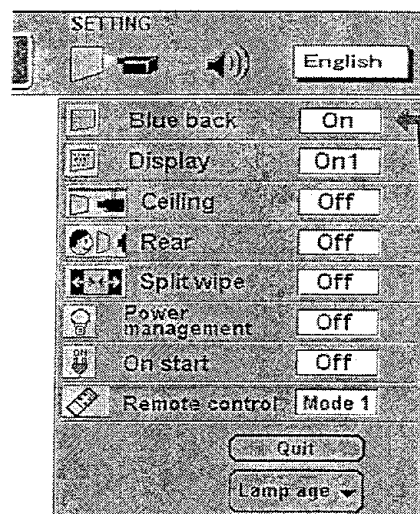 SETTING
English
Blue back On
Display On1
Ceiling Off
Rear Off
Split wipe Off
Power
management Off
On start Off
Remote control Mode 1
Quit
Lamp age